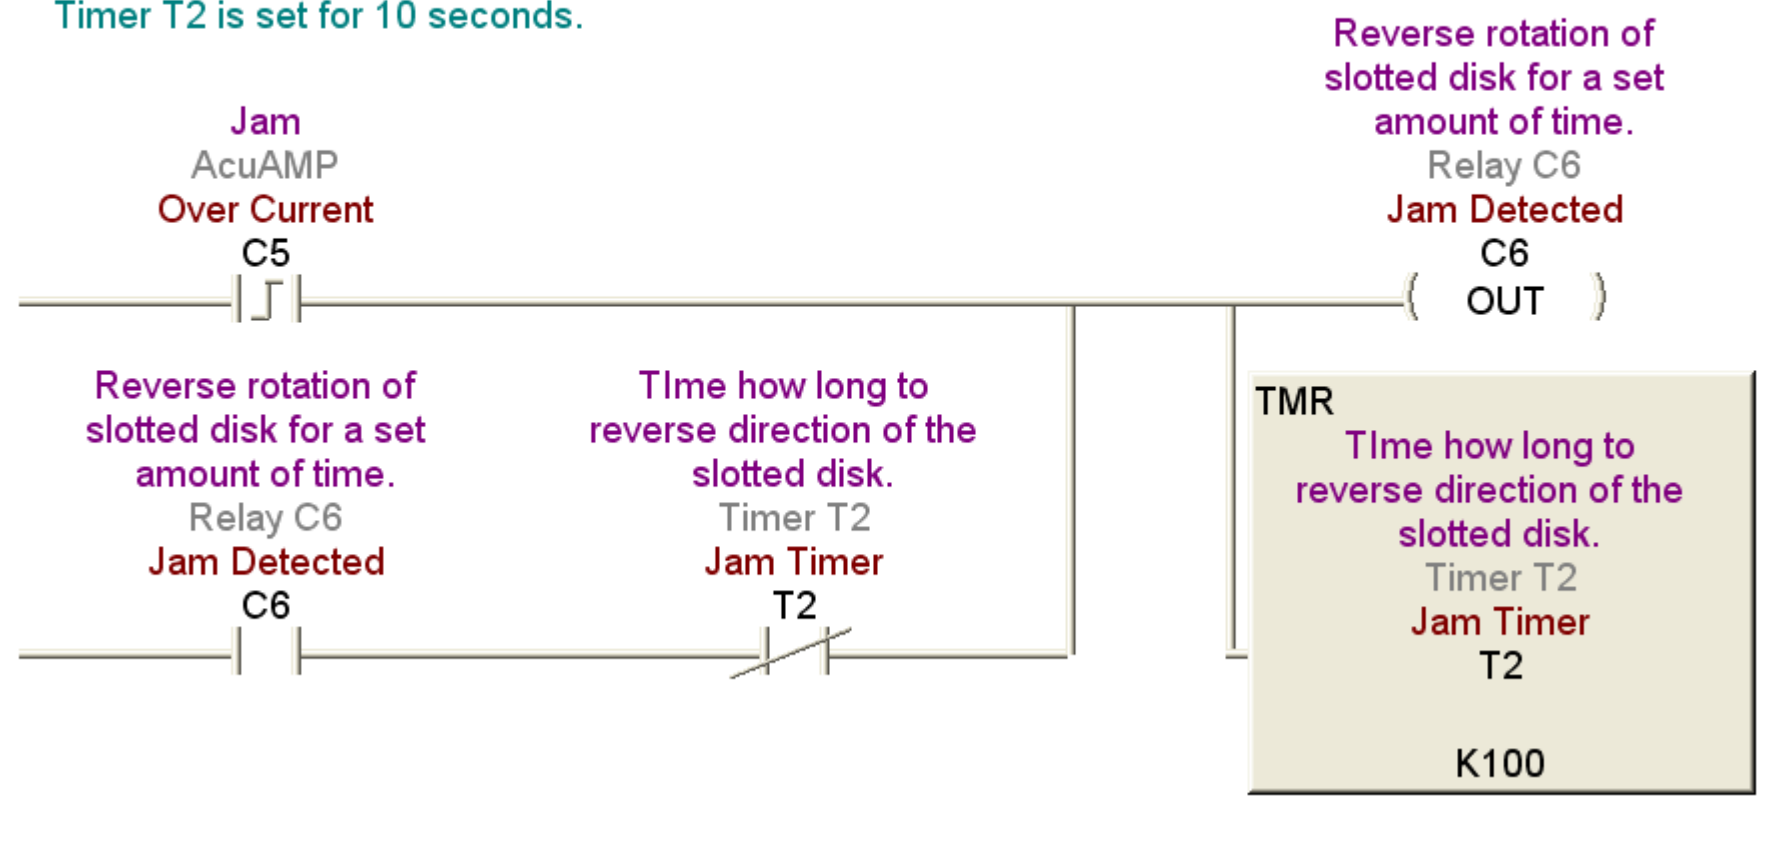 Timer T2 is set for 10 seconds.
Reverse rotation of
slotted disk for a set
amount of time.
Relay C6
Jam Detected
C6
OUT
Jam
AcuAMP
Over Current
C5
Reverse rotation of
slotted disk for a set
amount of time.
Relay C6
Jam Detected
C6
TIme how long to
reverse direction of the
slotted disk.
Timer T2
Jam Timer
T2
TMR
TIme how long to
reverse direction of the
slotted disk.
Timer T2
Jam Timer
T2
K100